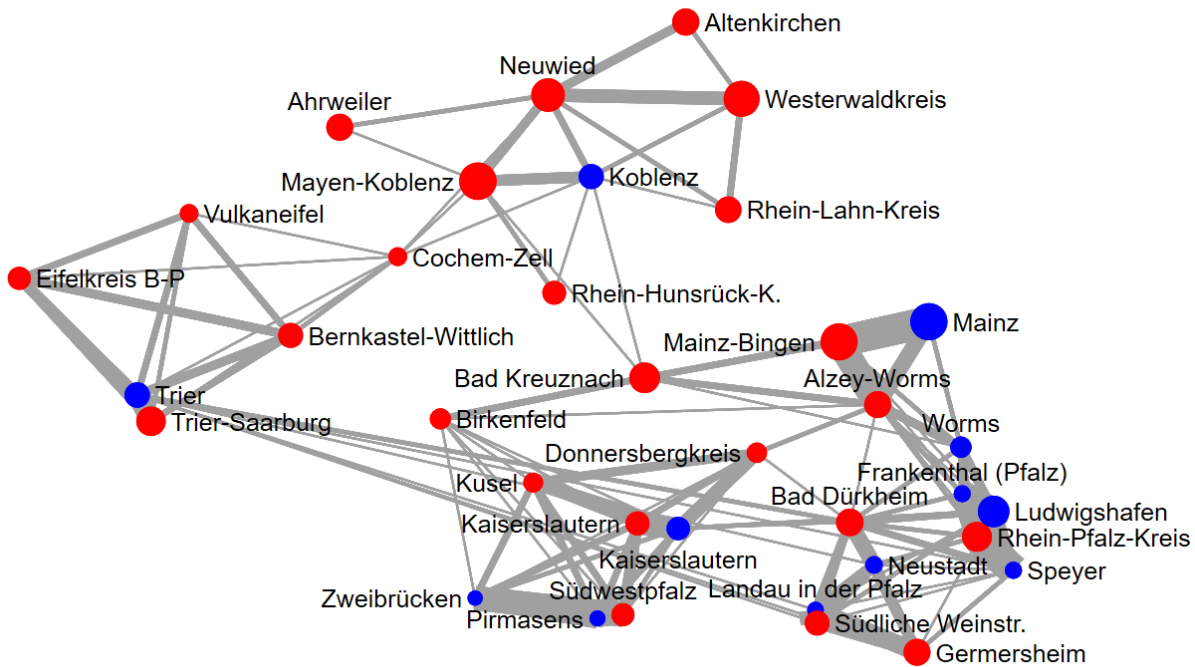 Altenkirchen
Neuwied
Ahrweiler
Westerwaldkreis
Mayen-Koblenz
Koblenz
Vulkaneifel
Rhein-Lahn-Kreis
Cochem-Zell
Eifelkreis B-P
Rhein-Hunsrück-K.
Mainz
Bernkastel-Wittlich
Mainz-Bingen
Bad Kreuznach
Alzey-Worms
Trier
Trier-Saarburg
Birkenfeld
Worms
Donnersbergkreis
Frankenthal (Pfalz)
Kusel
Bad Dürkheim
Ludwigshafen
Kaiserslautern
Rhein-Pfalz-Kreis
Kaiserslautern
Neustadt
Speyer
Südwestpfalz
Landau in der Pfalz
Zweibrücken
Pirmasens
Südliche Weinstr.
Germersheim